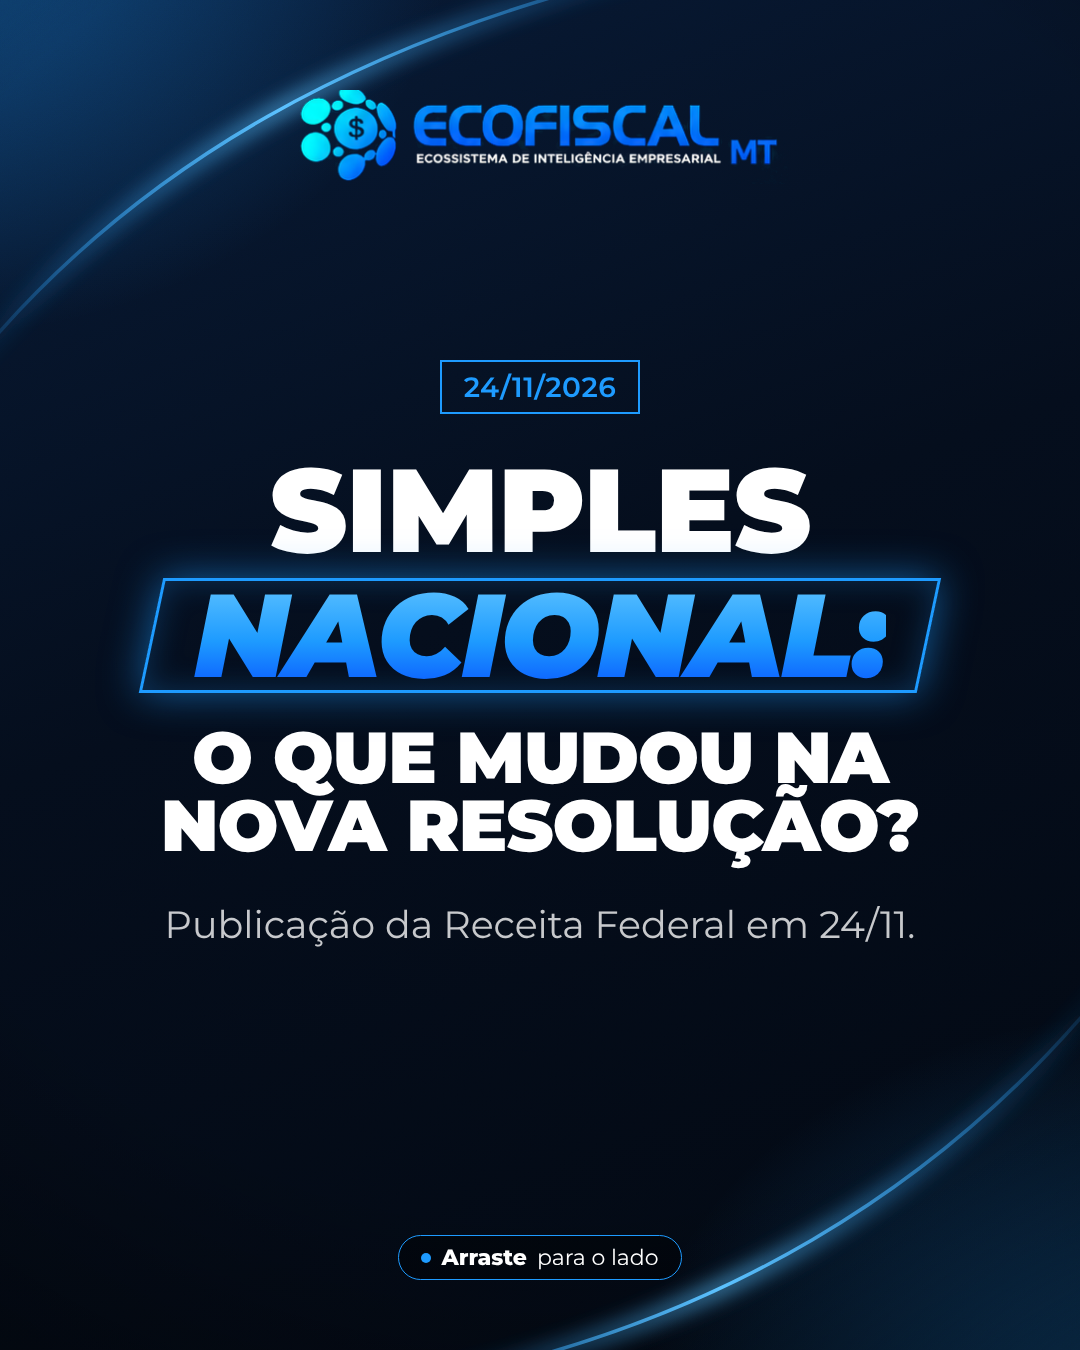 ECOFISCAL MT
ECOSSISTEMA DE INTELIGÊNCIA EMPRESARIAL
24/11/2026
SIMPLES
NACIONAL:
O QUE MUDOU NA
NOVA RESOLUÇÃO?
Publicação da Receita Federal em 24/11.
Arraste para o lado